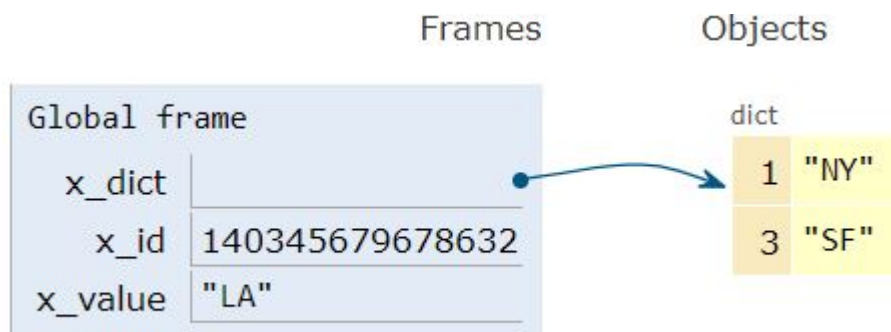 Frames Objects
Global frame
dict
x_dict
1 "NY"
x_id 140345679678632
3 "SF"
x_value "LA"